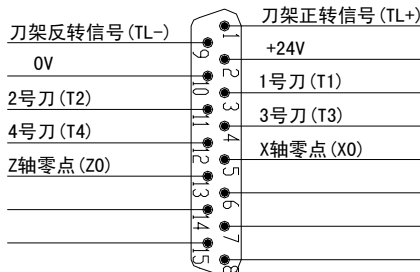 刀架正转信号(TL+)
刀架反转信号(TL-)
+24V
0V
1号刀(T1)
2号刀(T2)
3号刀(T3)
4号刀(T4)
X轴零点(X0)
Z轴零点(Z0)
1
9
2
10
3
11
4
12
5
13
6
14
7
15
8